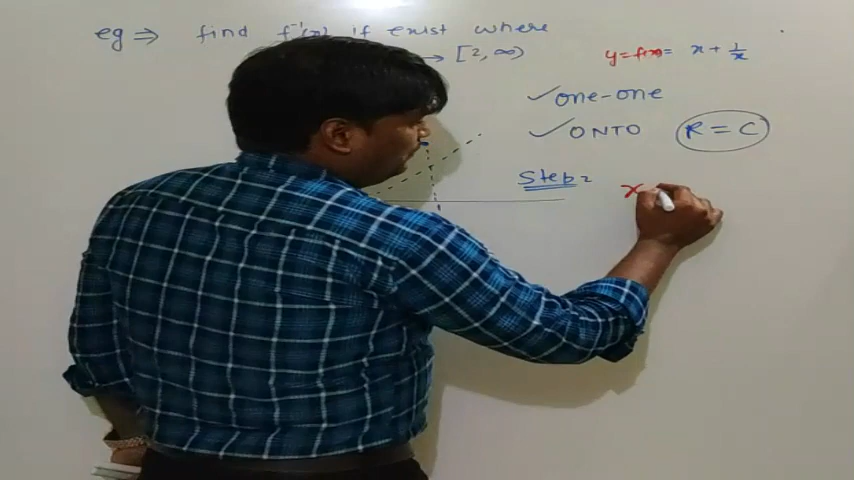 eg ⇒ find f⁻¹(x) if exist where
→ [2, ∞) y = f(x) = x + 1/x
✓ one-one
✓ ONTO R = C
Step 2 x